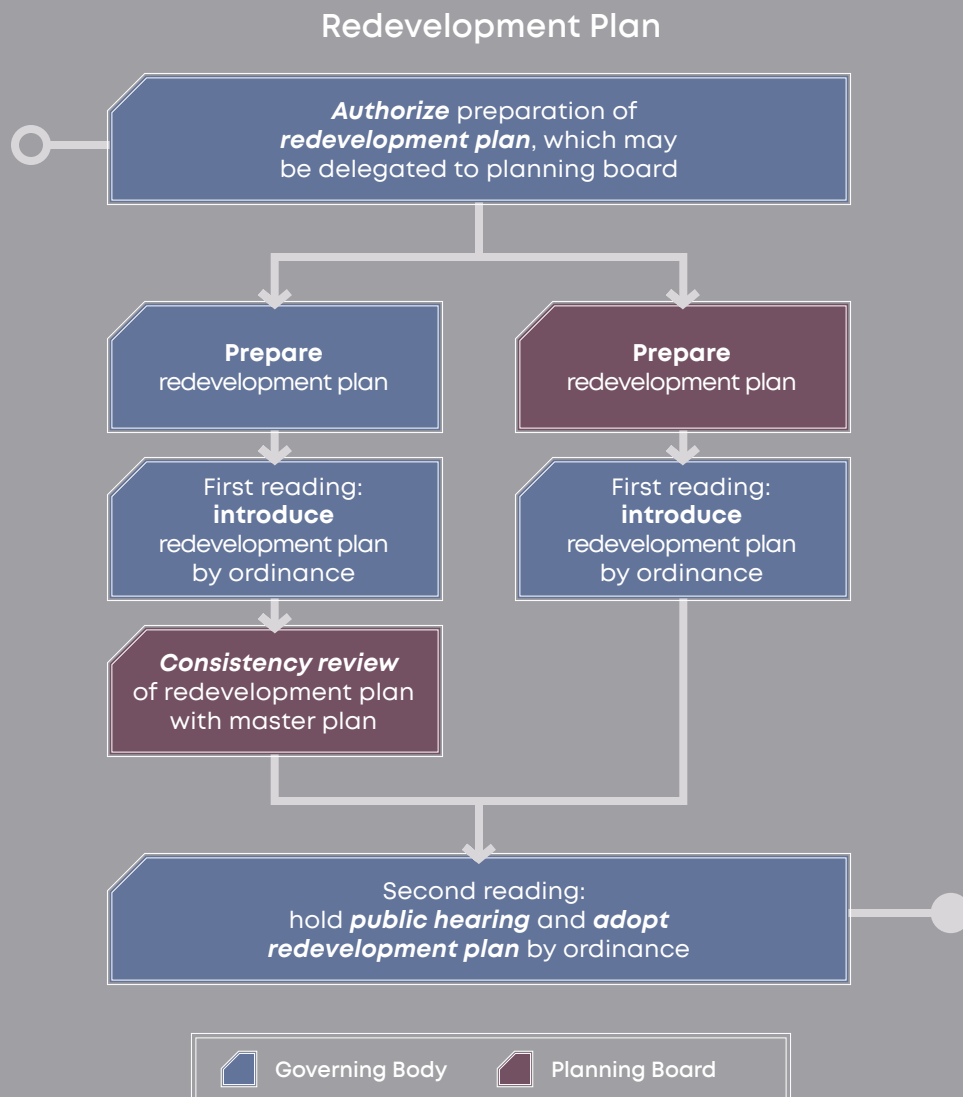 Redevelopment Plan
Authorize preparation of
redevelopment plan, which may
be delegated to planning board
Prepare
redevelopment plan
Prepare
redevelopment plan
First reading:
introduce
redevelopment plan
by ordinance
First reading:
introduce
redevelopment plan
by ordinance
Consistency review
of redevelopment plan
with master plan
Second reading:
hold public hearing and adopt
redevelopment plan by ordinance
Governing Body
Planning Board